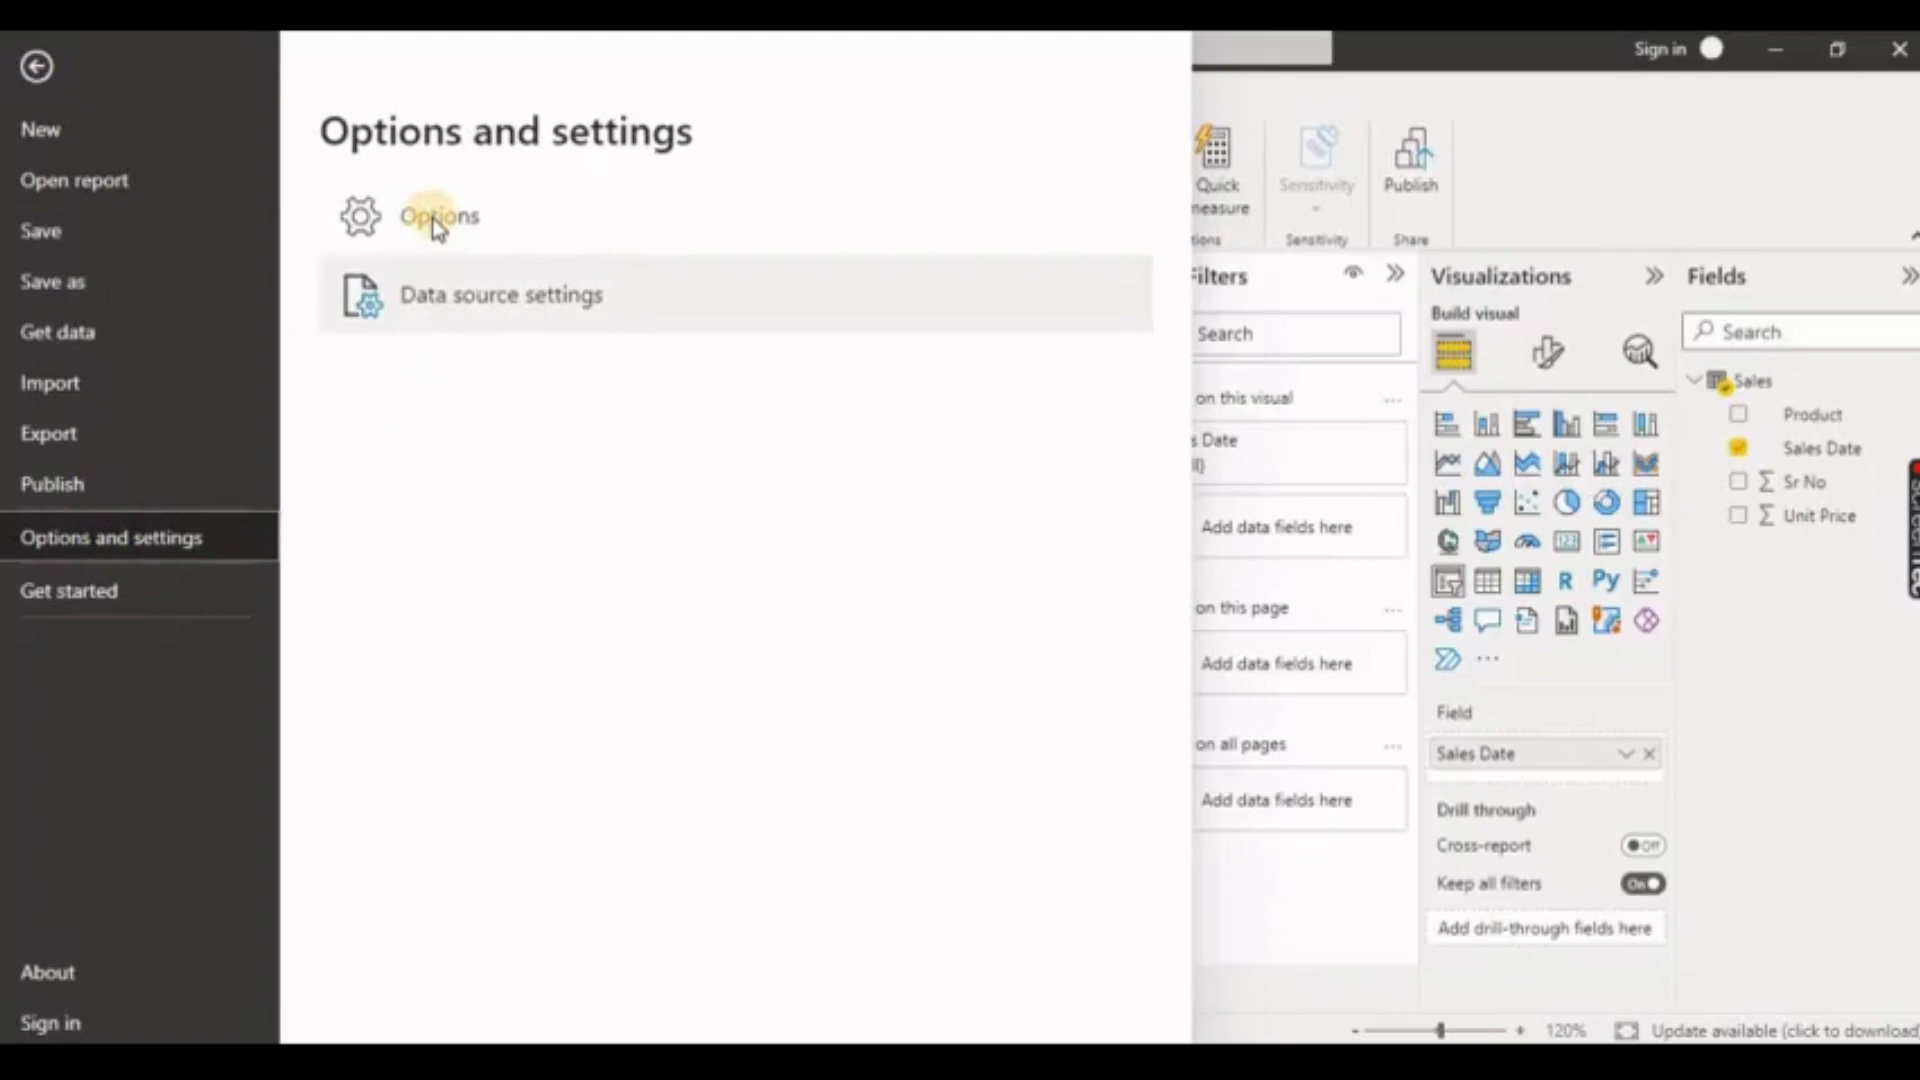 Sign in
New
Open report
Save
Save as
Get data
Import
Export
Publish
Options and settings
Get started
About
Sign in
Options and settings
Options
Data source settings
Quick
measure
Sensitivity
Publish
Sensitivity
Share
Filters
Search
on this visual
s Date
Add data fields here
on this page
Add data fields here
on all pages
Add data fields here
Visualizations
Build visual
123
R
Py
Field
Sales Date
Drill through
Cross-report
Off
Keep all filters
On
Add drill-through fields here
Fields
Search
Sales
Product
Sales Date
Σ Sr No
Σ Unit Price
- + 120%
Update available (click to download)